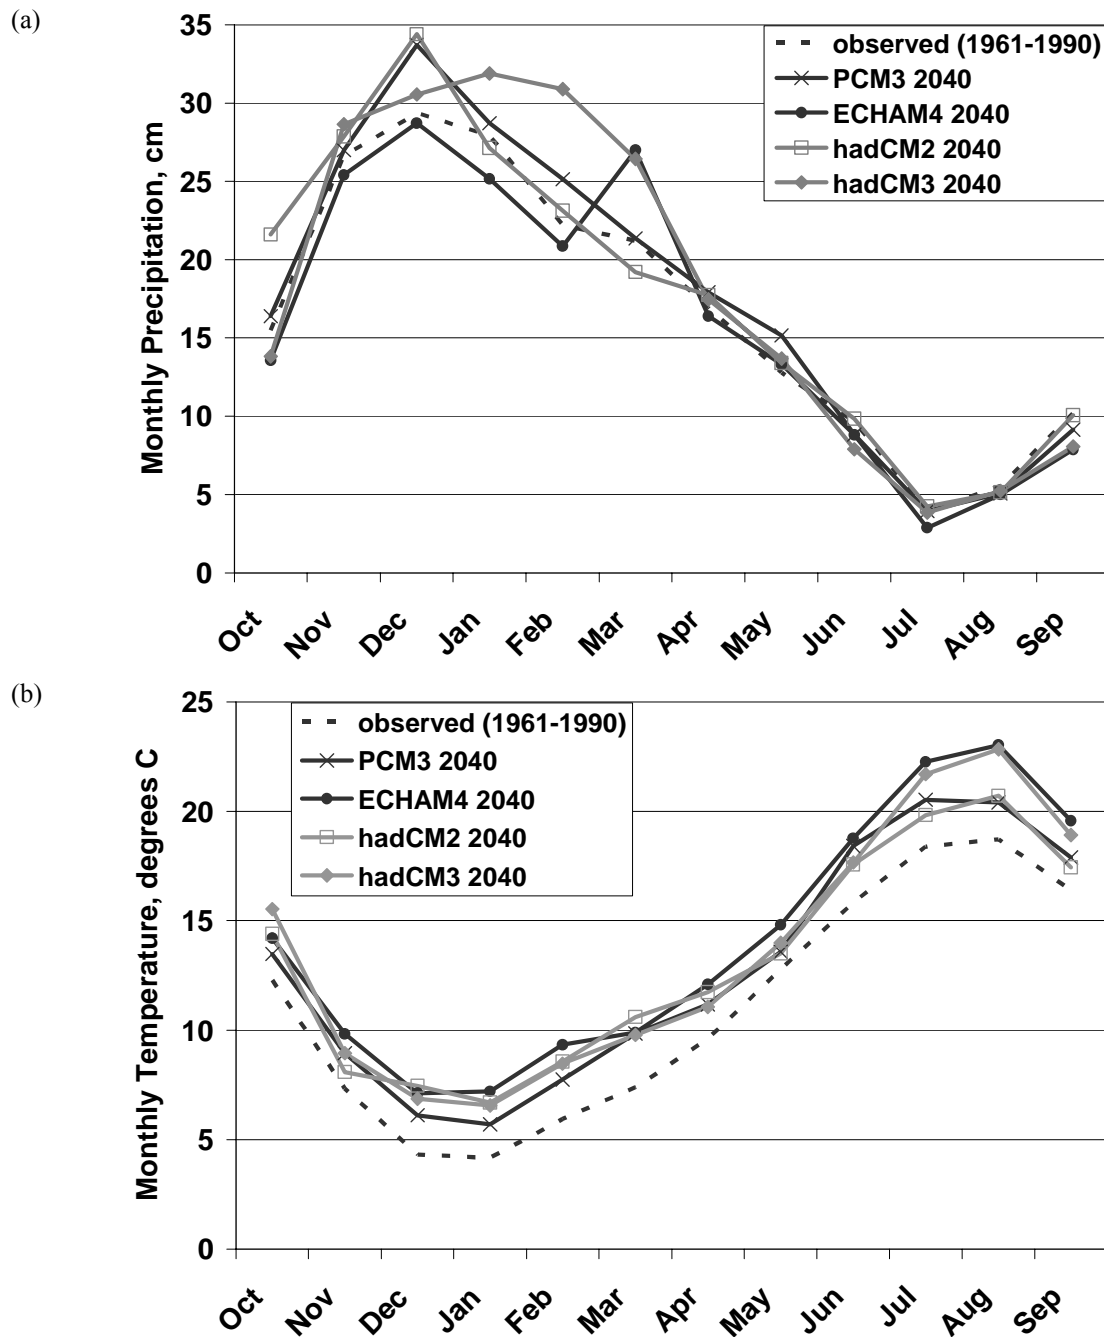 (a)
Monthly Precipitation, cm
35
30
25
20
15
10
5
0
observed (1961-1990)
PCM3 2040
ECHAM4 2040
hadCM2 2040
hadCM3 2040
Oct
Nov
Dec
Jan
Feb
Mar
Apr
May
Jun
Jul
Aug
Sep
(b)
Monthly Temperature, degrees C
25
20
15
10
5
0
observed (1961-1990)
PCM3 2040
ECHAM4 2040
hadCM2 2040
hadCM3 2040
Oct
Nov
Dec
Jan
Feb
Mar
Apr
May
Jun
Jul
Aug
Sep